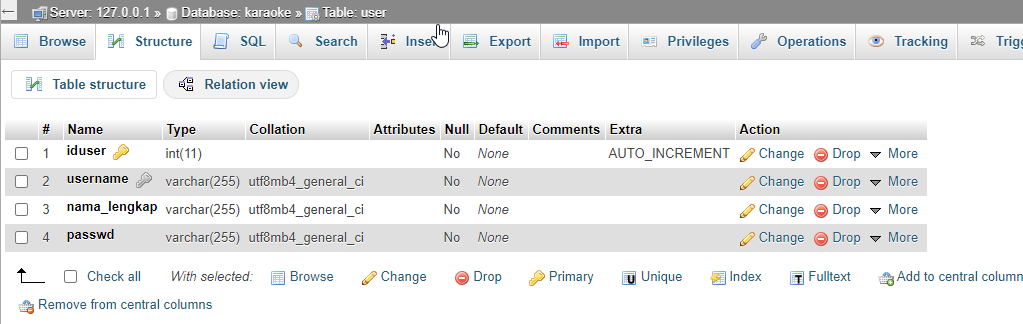 Server: 127.0.0.1 » Database: karaoke » Table: user
Browse Structure SQL Search Insert Export Import Privileges Operations Tracking Trigg
Table structure Relation view
# Name Type Collation Attributes Null Default Comments Extra Action
1 iduser int(11) No None AUTO_INCREMENT Change Drop More
2 username varchar(255) utf8mb4_general_ci No None Change Drop More
3 nama_lengkap varchar(255) utf8mb4_general_ci No None Change Drop More
4 passwd varchar(255) utf8mb4_general_ci No None Change Drop More
Check all With selected: Browse Change Drop Primary Unique Index Fulltext Add to central column
Remove from central columns